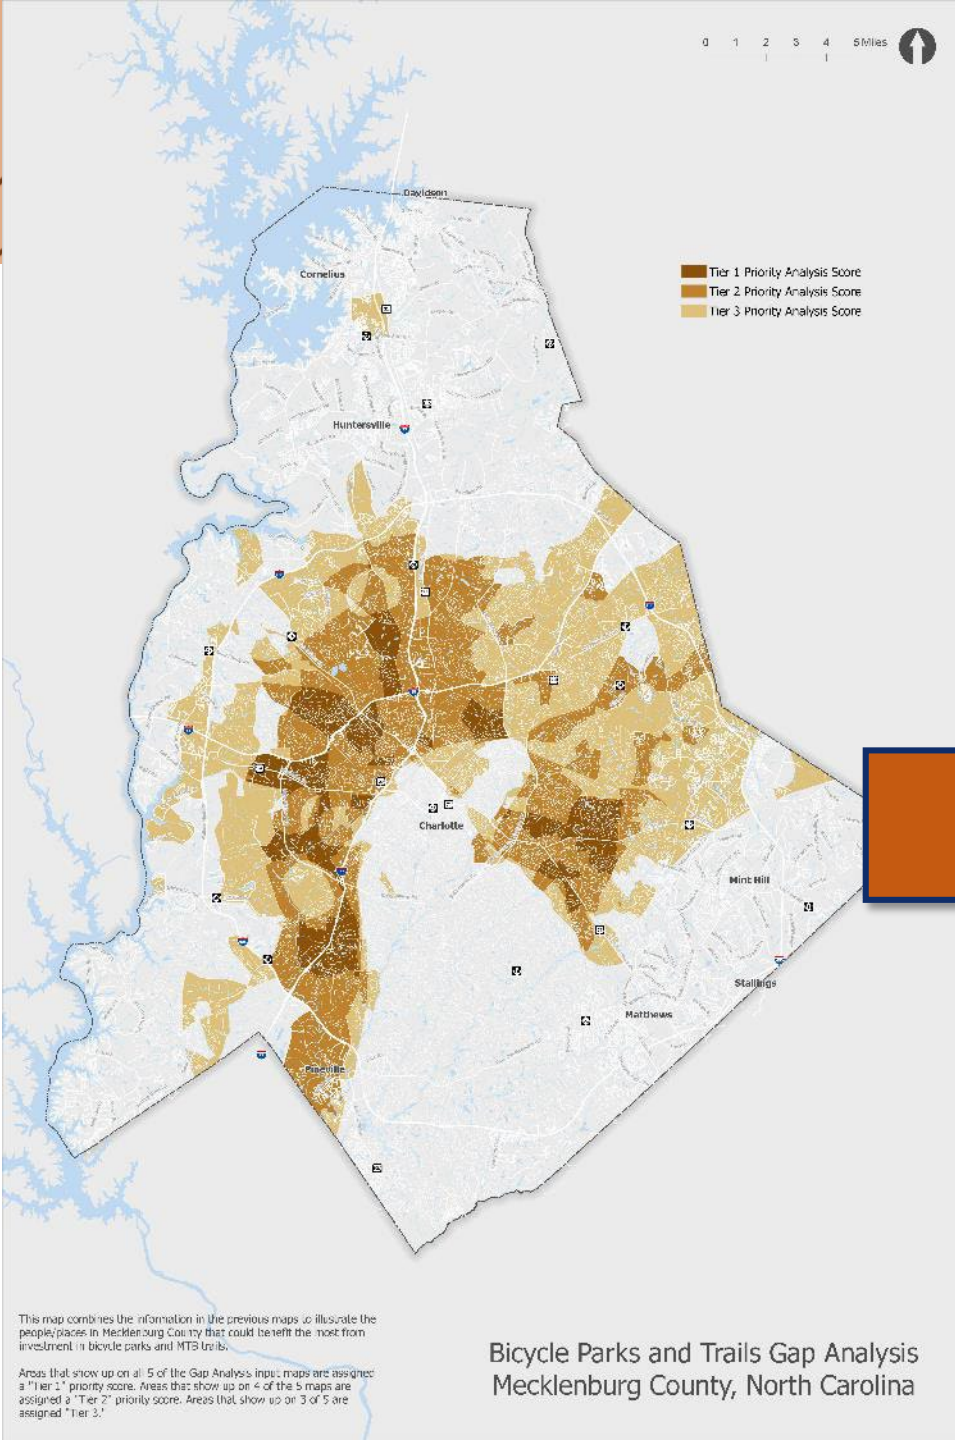 0 1 2 3 4 5 Miles
Davidson
Cornelius
Tier 1 Priority Analysis Score
Tier 2 Priority Analysis Score
Tier 3 Priority Analysis Score
Huntersville
Charlotte
Mint Hill
Stallings
Matthews
Pineville
This map combines the information in the previous maps to illustrate the
people/places in Mecklenburg County that could benefit the most from
investment in bicycle parks and MTB trails.
Areas that show up on all 5 of the Gap Analysis input maps are assigned
a "Tier 1" priority score. Areas that show up on 4 of the 5 maps are
assigned a "Tier 2" priority score. Areas that show up on 3 of 5 are
assigned "Tier 3."
Bicycle Parks and Trails Gap Analysis
Mecklenburg County, North Carolina